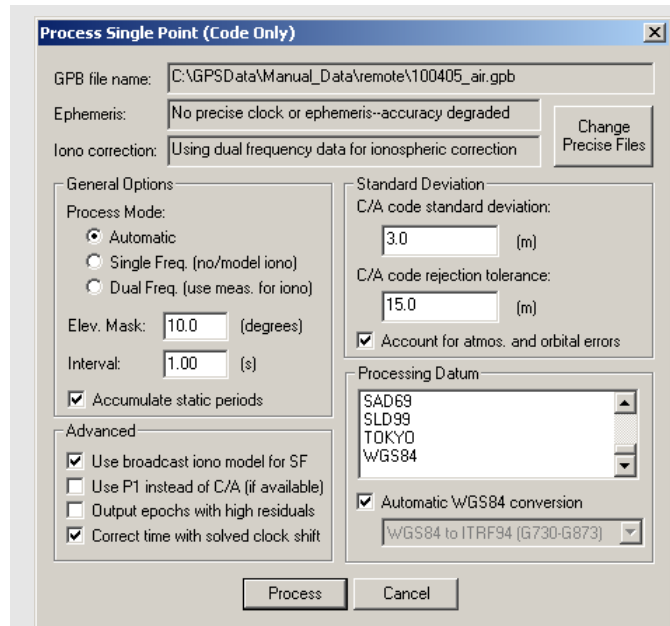 Process Single Point (Code Only)
GPB file name: C:\GPSData\Manual_Data\remote\100405_air.gpb
Ephemeris: No precise clock or ephemeris--accuracy degraded
Iono correction: Using dual frequency data for ionospheric correction
Change
Precise Files
General Options
Process Mode:
Automatic
Single Freq. (no/model iono)
Dual Freq. (use meas. for iono)
Elev. Mask: 10.0 (degrees)
Interval: 1.00 (s)
Accumulate static periods
Advanced
Use broadcast iono model for SF
Use P1 instead of C/A (if available)
Output epochs with high residuals
Correct time with solved clock shift
Standard Deviation
C/A code standard deviation:
3.0 (m)
C/A code rejection tolerance:
15.0 (m)
Account for atmos. and orbital errors
Processing Datum
SAD69
SLD99
TOKYO
WGS84
Automatic WGS84 conversion
WGS84 to ITRF94 (G730-G873)
Process Cancel